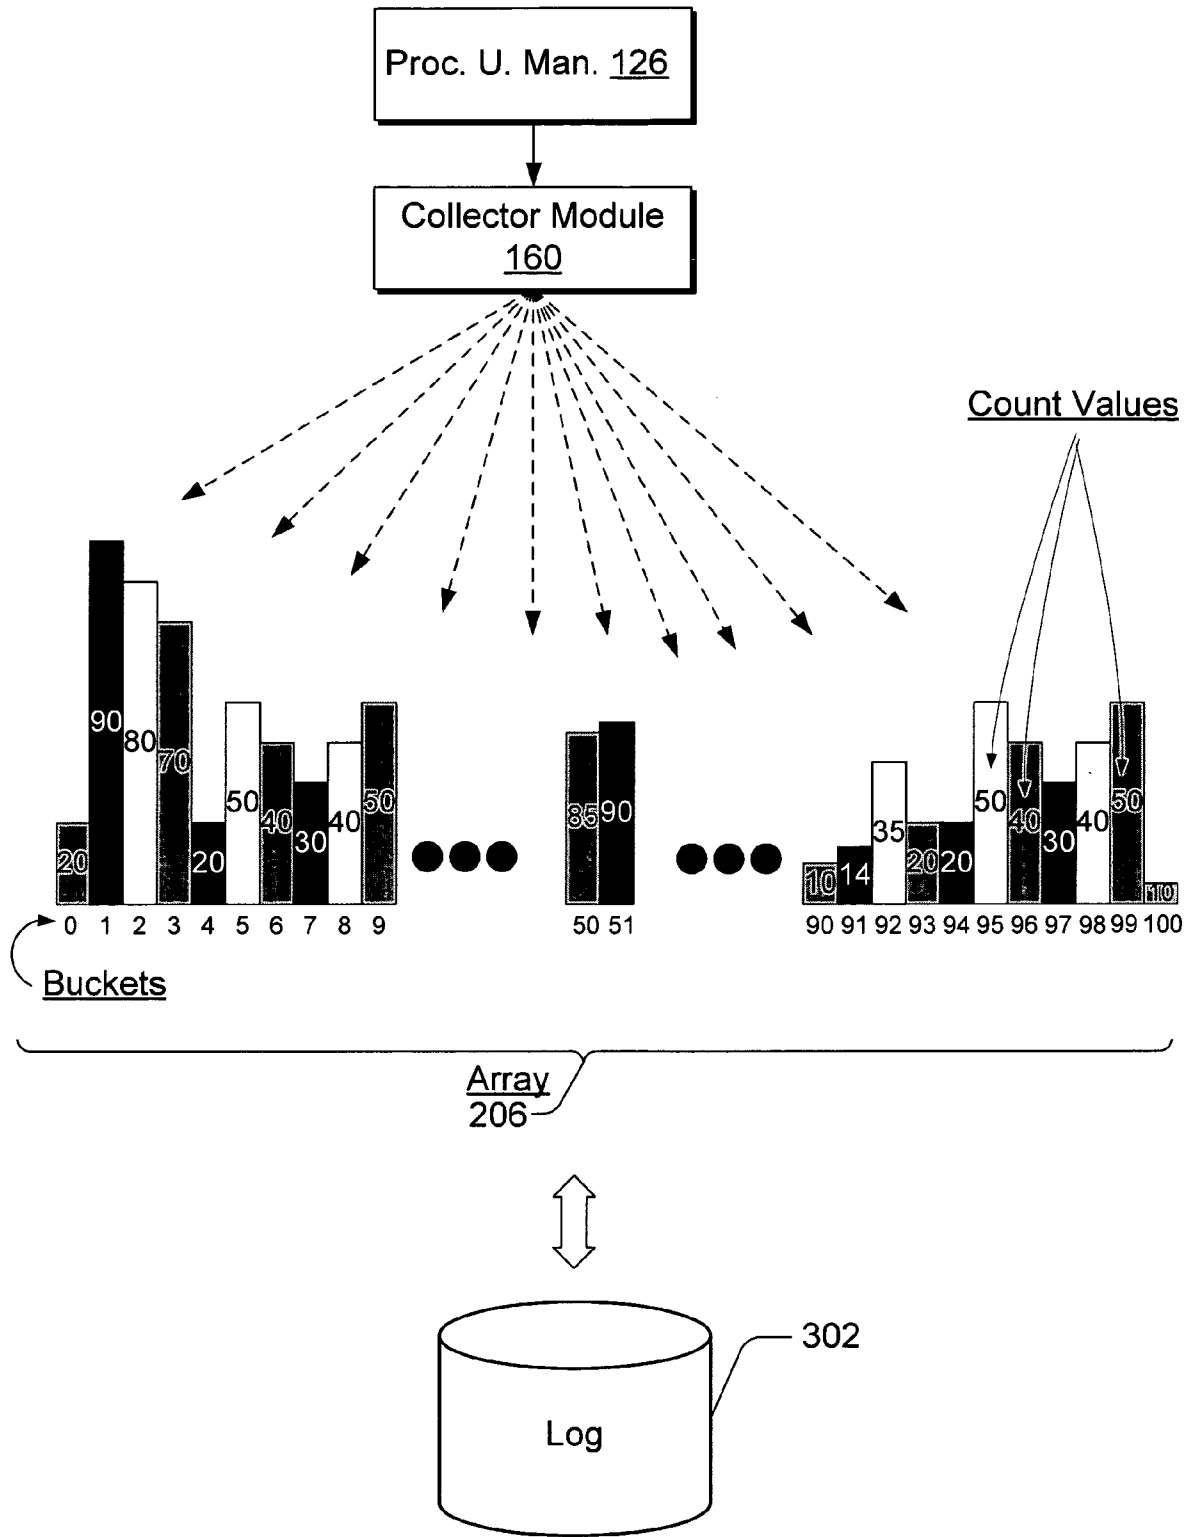 Proc. U. Man. 126
Collector Module
160
Count Values
20 90 80 70 20 50 40 30 40 50 85 90 10 14 35 20 20 50 40 30 40 50 10
0 1 2 3 4 5 6 7 8 9 50 51 90 91 92 93 94 95 96 97 98 99 100
Buckets
Array
206
302
Log